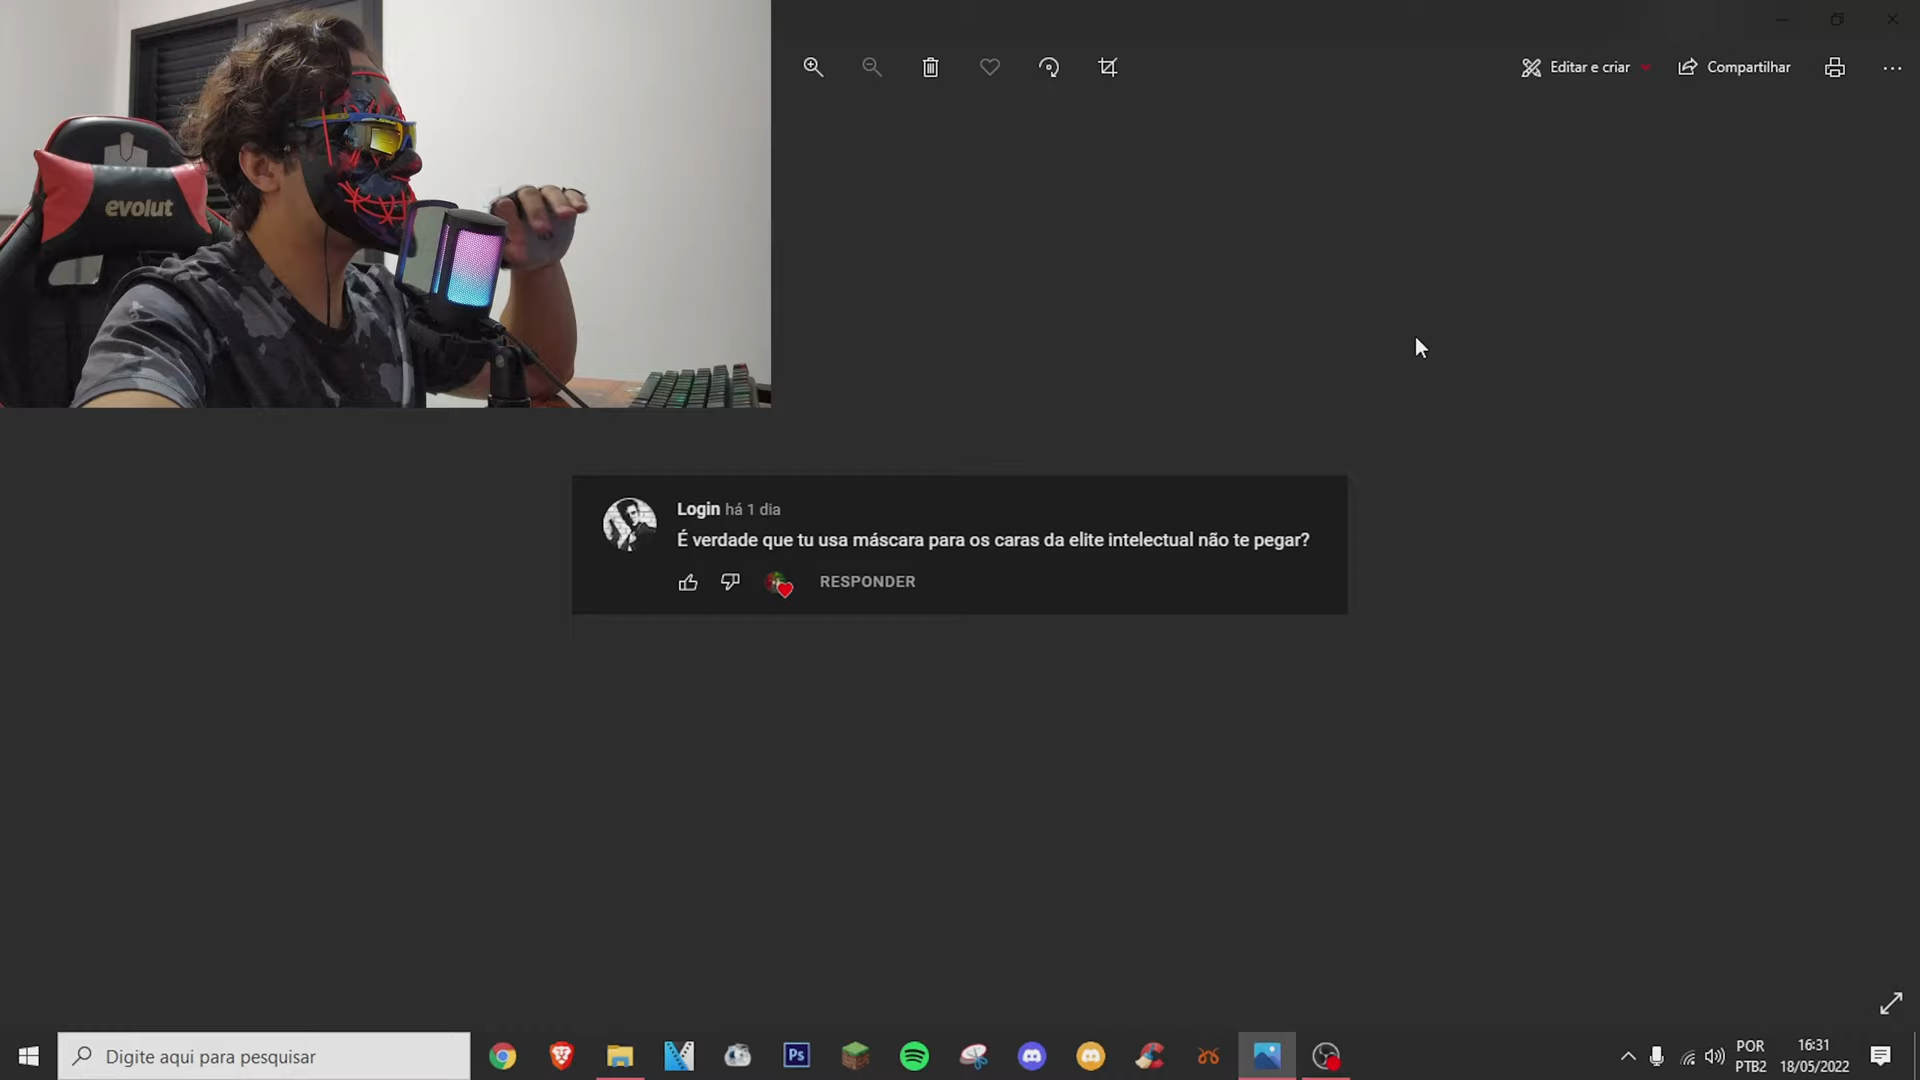 evolut
Editar e criar
Compartilhar
Login há 1 dia
É verdade que tu usa máscara para os caras da elite intelectual não te pegar?
RESPONDER
Digite aqui para pesquisar
Ps
POR
PTB2
16:31
18/05/2022